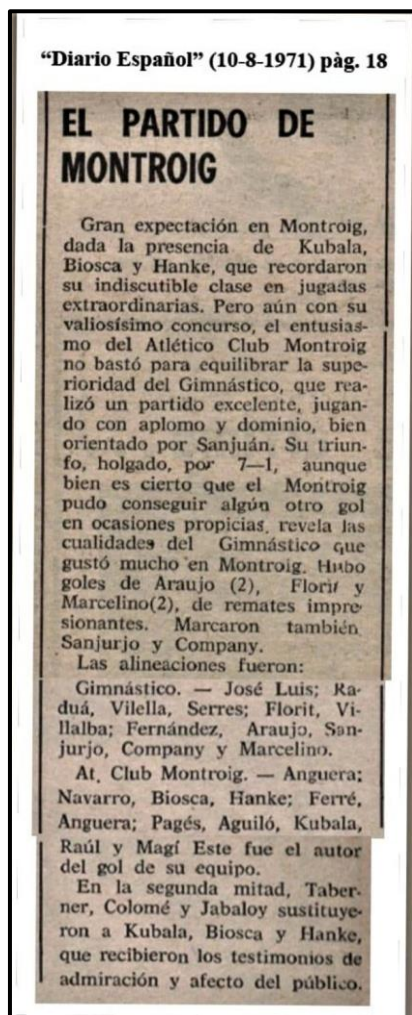 “Diario Español” (10-8-1971) pàg. 18
EL PARTIDO DE
MONTROIG
Gran expectación en Montroig,
dada la presencia de Kubala,
Biosca y Hanke, que recordaron
su indiscutible clase en jugadas
extraordinarias. Pero aún con su
valiosísimo concurso, el entusias-
mo del Atlético Club Montroig
no bastó para equilibrar la supe-
rioridad del Gimnástico, que rea-
lizó un partido excelente, jugan-
do con aplomo y dominio, bien
orientado por Sanjuán. Su triun-
fo, holgado, por 7—1, aunque
bien es cierto que el Montroig
pudo conseguir algún otro gol
en ocasiones propicias, revela las
cualidades del Gimnástico que
gustó mucho en Montroig. Hubo
goles de Araujo (2), Florit y
Marcelino(2), de remates impre
sionantes. Marcaron también
Sanjurjo y Company.
Las alineaciones fueron:
Gimnástico. — José Luis; Ra-
duá, Vilella, Serres; Florit, Vi-
llalba; Fernández, Araujo, San-
jurjo, Company y Marcelino.
At. Club Montroig. — Anguera;
Navarro, Biosca, Hanke; Ferré,
Anguera; Pagés, Aguiló, Kubala,
Raúl y Magí Este fue el autor
del gol de su equipo.
En la segunda mitad, Taber-
ner, Colomé y Jabaloy sustituye-
ron a Kubala, Biosca y Hanke,
que recibieron los testimonios de
admiración y afecto del público.